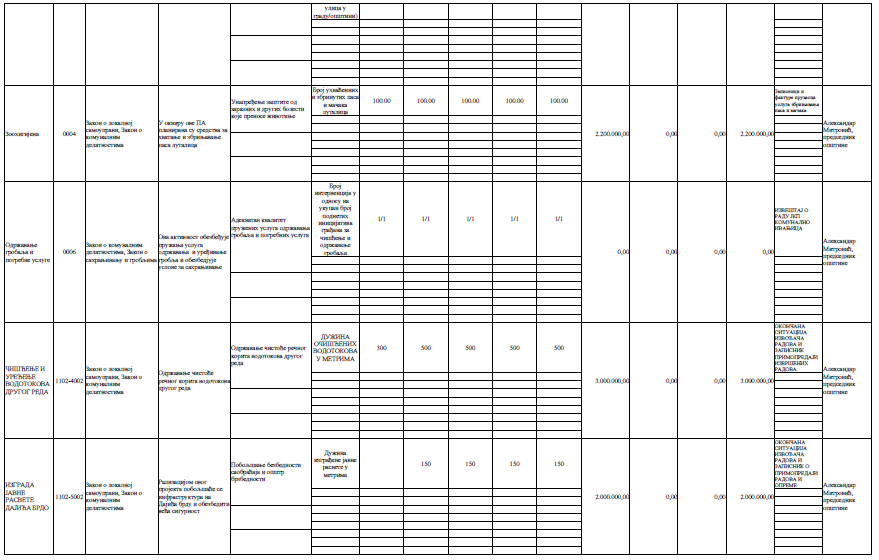 улица у
граду/општини)
Зоохигијена
0004
Закон о локалној
самоуправи, Закон о
комуналним
делатностима
У оквиру ове ПА
планирана су средства за
хватање и збрињавање
паса луталица
Унапређење заштите од
заразних и других болести
које преносе животиње
Број ухваћених
и збринутих паса
и мачака
луталица
100.00
100.00
100.00
100.00
100.00
2.200.000,00
0,00
0,00
2.200.000,00
Записници и
фактуре пружаоца
услуга збрињавања
паса и мачака
Александар
Митровић,
председник
општине
Одржавање
гробаља и
погребне услуге
0006
Закон о комуналним
делатностима, Закон о
сахрањивању и гробљима
Ова активност обезбеђује
пружања услуга
одржавања и уређивање
гробља и обезбедјује
услове за сахрањивање
Адекватан квалитет
пружених услуга одржавања
гробаља и погребних услуга
Број
интервенција у
односу на
укупан број
поднетих
иницијатива
грађана за
чишћење и
одржавање
гробаља
1/1
1/1
1/1
1/1
1/1
0,00
0,00
0,00
0,00
ИЗВЕШТАЈ О
РАДУ ЈКП
КОМУНАЛНО
ИВАЊИЦА
Александар
Митровић,
председник
општине
ЧИШЋЕЊЕ И
УРЕЂЕЊЕ
ВОДОТОКОВА
ДРУГОГ РЕДА
1102-4002
Закон о локалној
самоуправи, Закон о
комуналним
делатностима
Одржавање чистоће
речног корита водотокова
другог реда
Одржавање чистоће речног
корита водотокова другог
реда
ДУЖИНА
ОЧИШЋЕНИХ
ВОДОТОКОВА
У МЕТРИМА
300
500
500
500
500
3.000.000,00
0,00
0,00
3.000.000,00
ОКОНЧАНА
СИТУАЦИЈА
ИЗВОЂАЧА
РАДОВА И
ЗАПИСНИК
ПРИМОПРЕДАЈИ
ИЗВРШЕНИХ
РАДОВА
Александар
Митровић,
председник
општине
ИЗГРАДА
ЈАВНЕ
РАСВЕТЕ
ДАЈИЋА БРДО
1102-5002
Закон о локалној
самоуправи, Закон о
комуналним
делатностима
Рализацијом овог
пројекта побољшаће се
инфраструктура на
Дајића брду и обезбедити
већа сигурност
Побољшање безбедности
саобраћаја и општр
брбедности
Дужина
изграђене јавне
расвете у
метрима
150
150
150
150
2.000.000,00
0,00
0,00
2.000.000,00
ОКОНЧАНА
СИТУАЦИЈА
ИЗВОЂАЧА
РАДОВА И
ЗАПИСНИК О
ПРИМОПРЕДАЈИ
РАДОВА И
ОПРЕМЕ
Александар
Митровић,
председник
општине